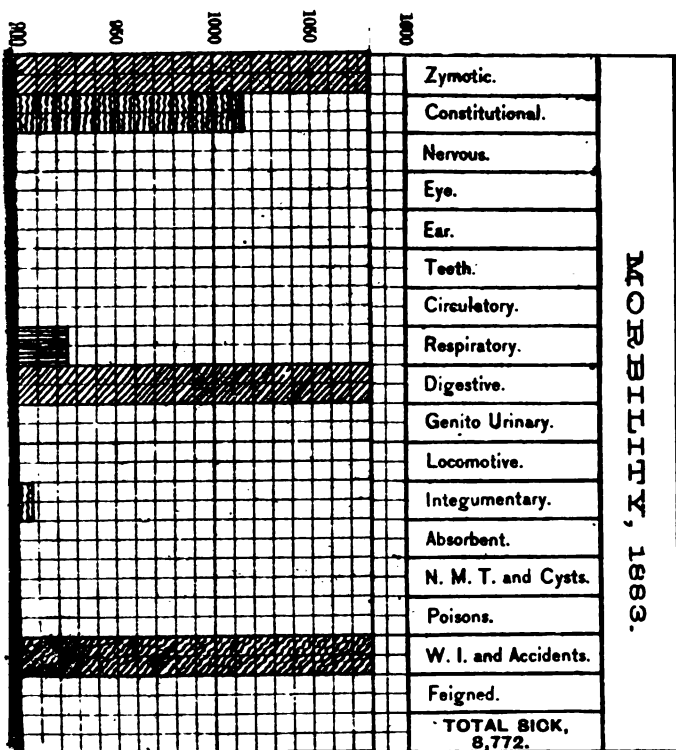 MORBILITY, 1883.
900
950
1000
1050
Zymotic.
Constitutional.
Nervous.
Eye.
Ear.
Teeth.
Circulatory.
Respiratory.
Digestive.
Genito Urinary.
Locomotive.
Integumentary.
Absorbent.
N. M. T. and Cysts.
Poisons.
W. I. and Accidents.
Feigned.
TOTAL SICK,
8,772.